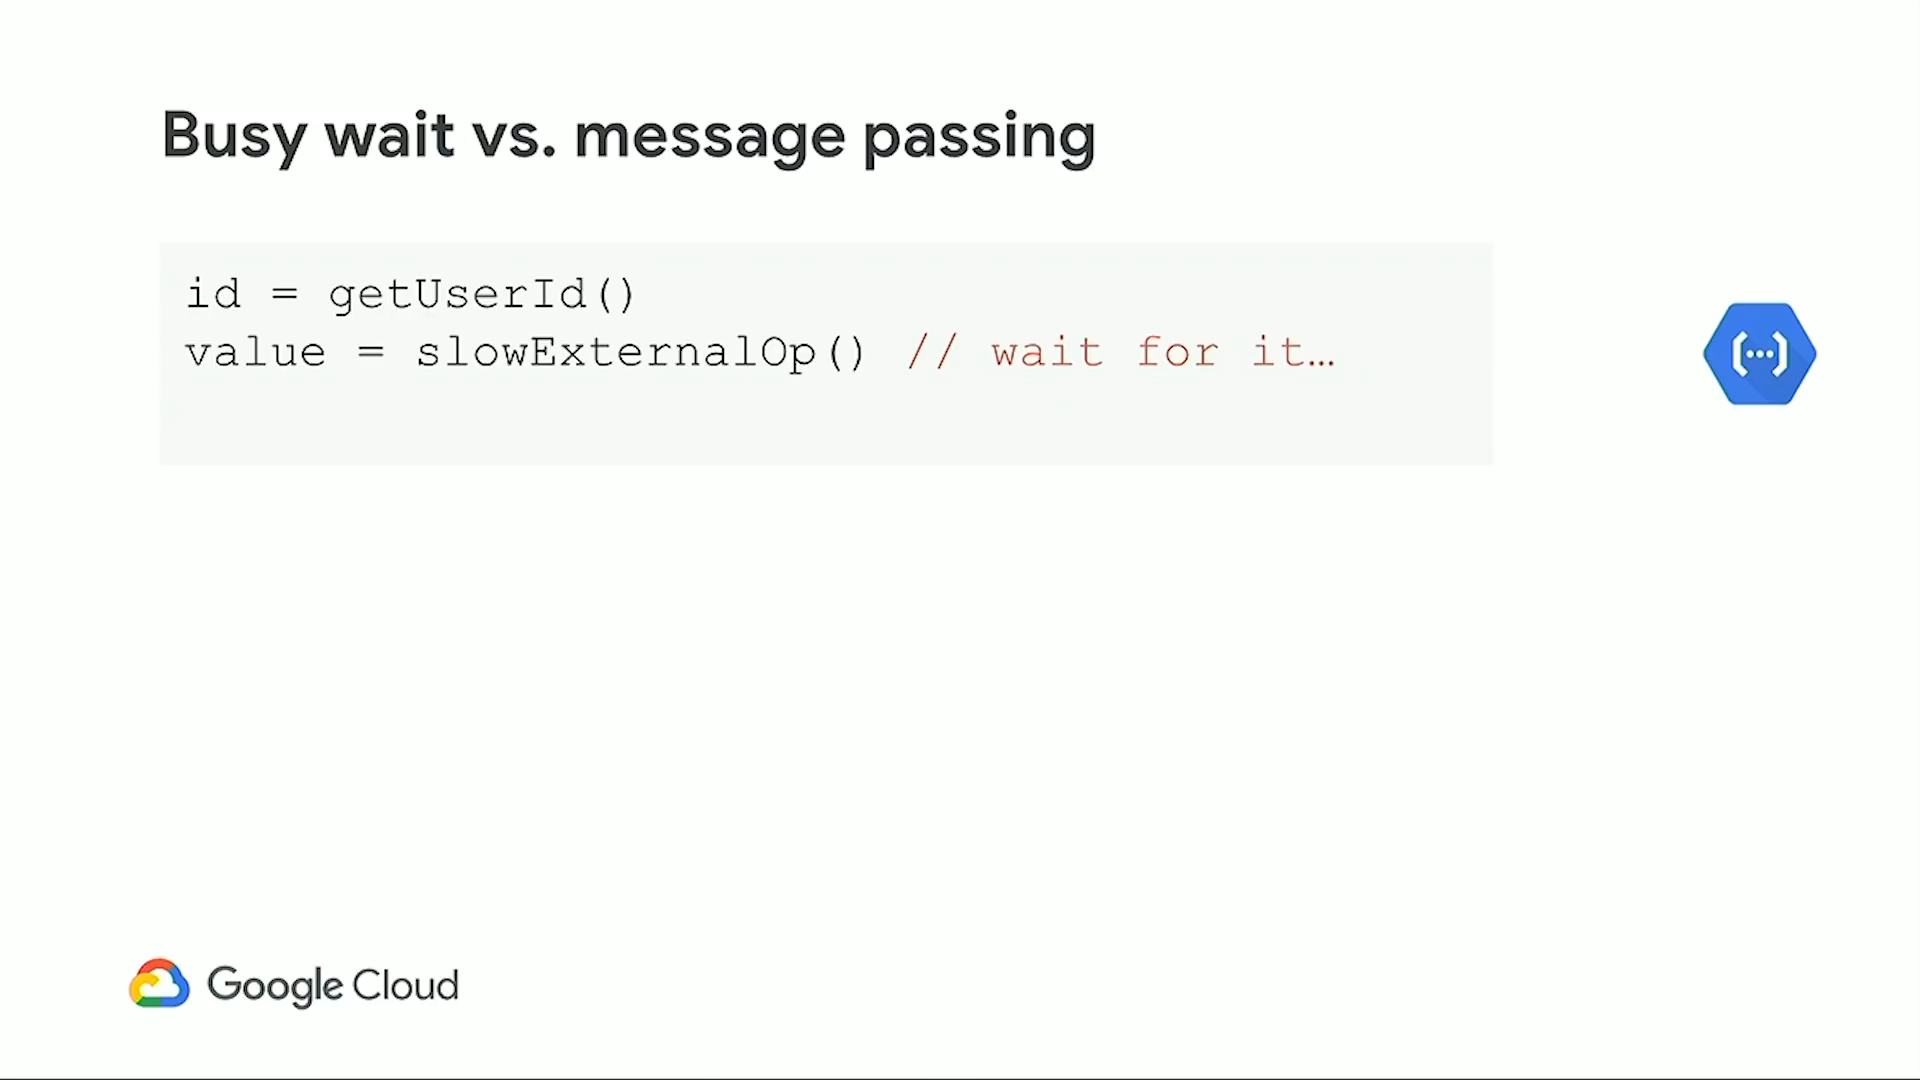 Busy wait vs. message passing
id = getUserId()
value = slowExternalOp() // wait for it…
Google Cloud